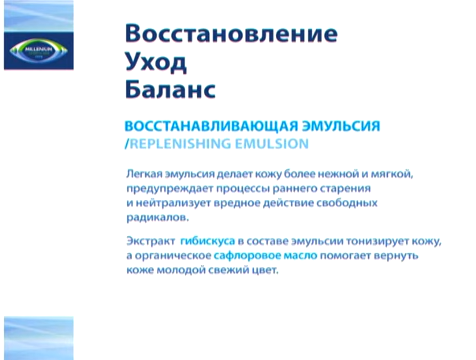 MILLENIUM
Восстановление
Уход
Баланс
ВОССТАНАВЛИВАЮЩАЯ ЭМУЛЬСИЯ
/REPLENISHING EMULSION
Легкая эмульсия делает кожу более нежной и мягкой,
предупреждает процессы раннего старения
и нейтрализует вредное действие свободных
радикалов.
Экстракт гибискуса в составе эмульсии тонизирует кожу,
а органическое сафлоровое масло помогает вернуть
коже молодой свежий цвет.